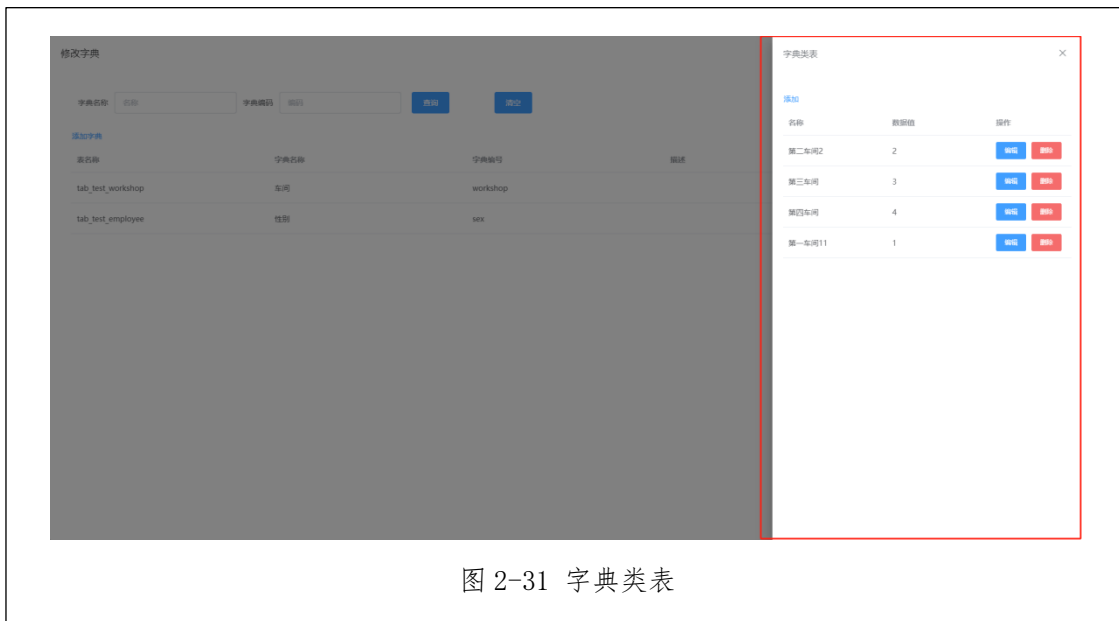 修改字典
字典名称 名称 字典编码 编码 查询 清空
添加字典
表名称 字典名称 字典编号 描述
tab_test_workshop 车间 workshop
tab_test_employee 性别 sex
字典类表 ×
添加
名称 数据值 操作
第二车间2 2 编辑 删除
第三车间 3 编辑 删除
第四车间 4 编辑 删除
第一车间11 1 编辑 删除
图 2-31 字典类表